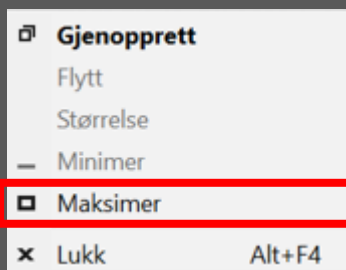 Gjenopprett
Flytt
Størrelse
Minimer
Maksimer
Lukk Alt+F4